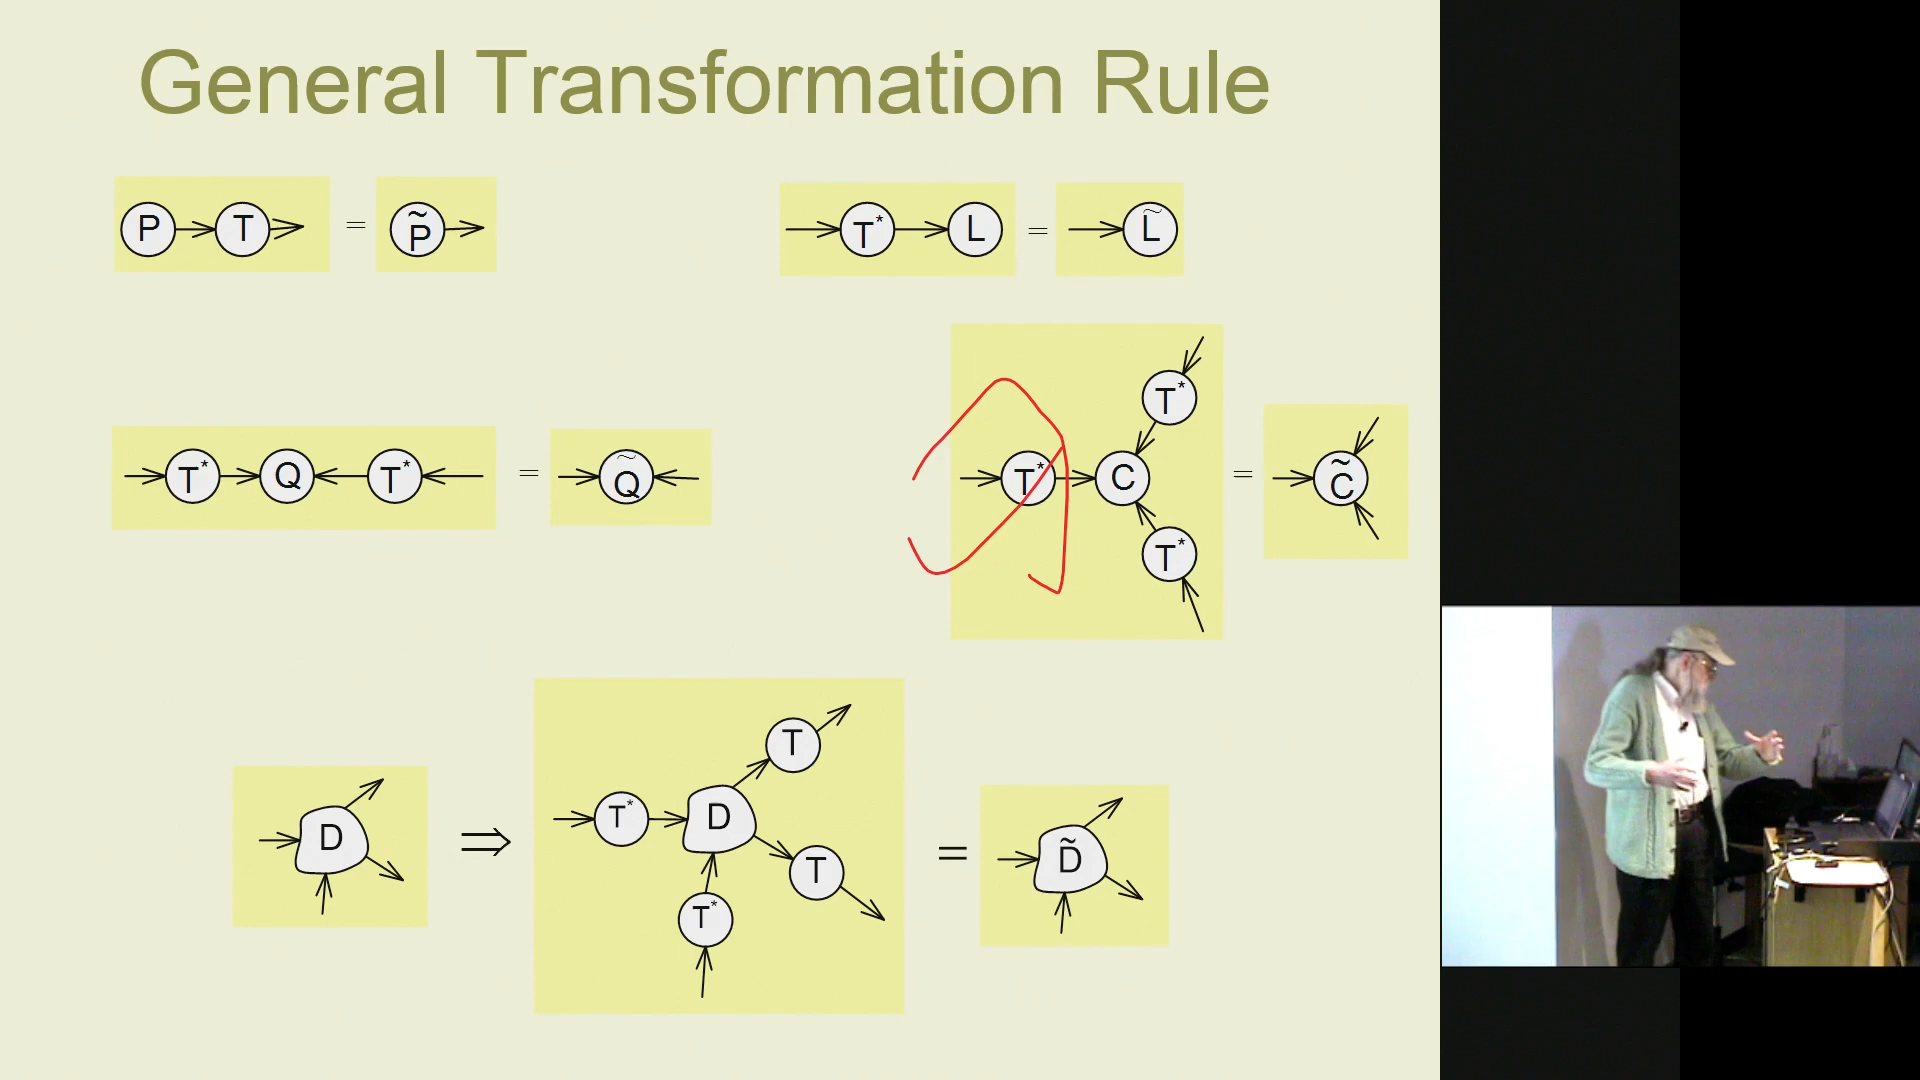 General Transformation Rule
P T = P̃
T* L = L̃
T* Q T* = Q̃
T*
T* C = C̃
T*
T
D ⇒ T* D = D̃
T
T*